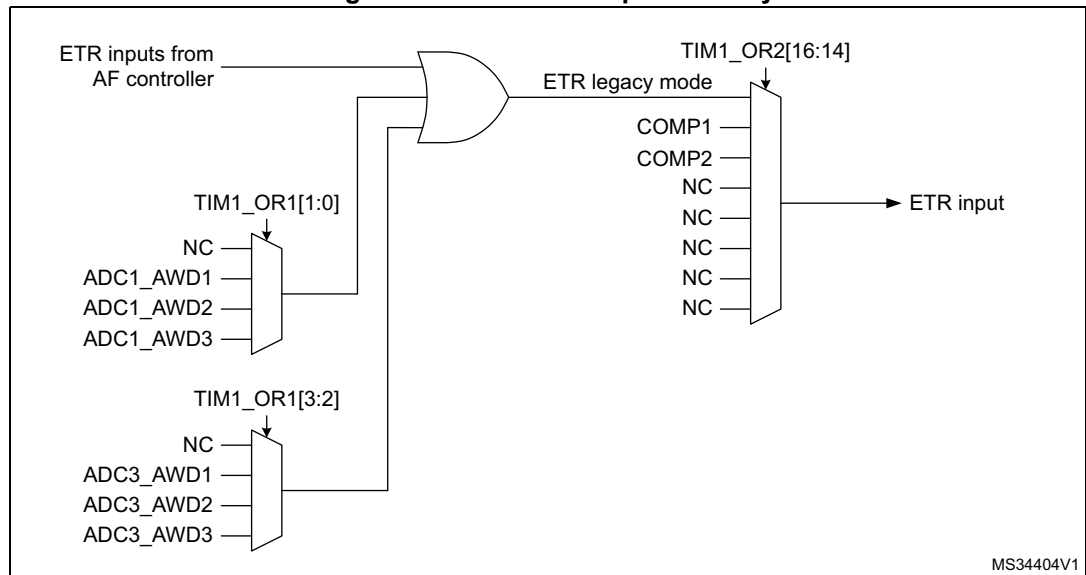 ETR inputs from
AF controller
TIM1_OR2[16:14]
ETR legacy mode
COMP1
COMP2
NC
NC
NC
NC
NC
ETR input
TIM1_OR1[1:0]
NC
ADC1_AWD1
ADC1_AWD2
ADC1_AWD3
TIM1_OR1[3:2]
NC
ADC3_AWD1
ADC3_AWD2
ADC3_AWD3
MS34404V1